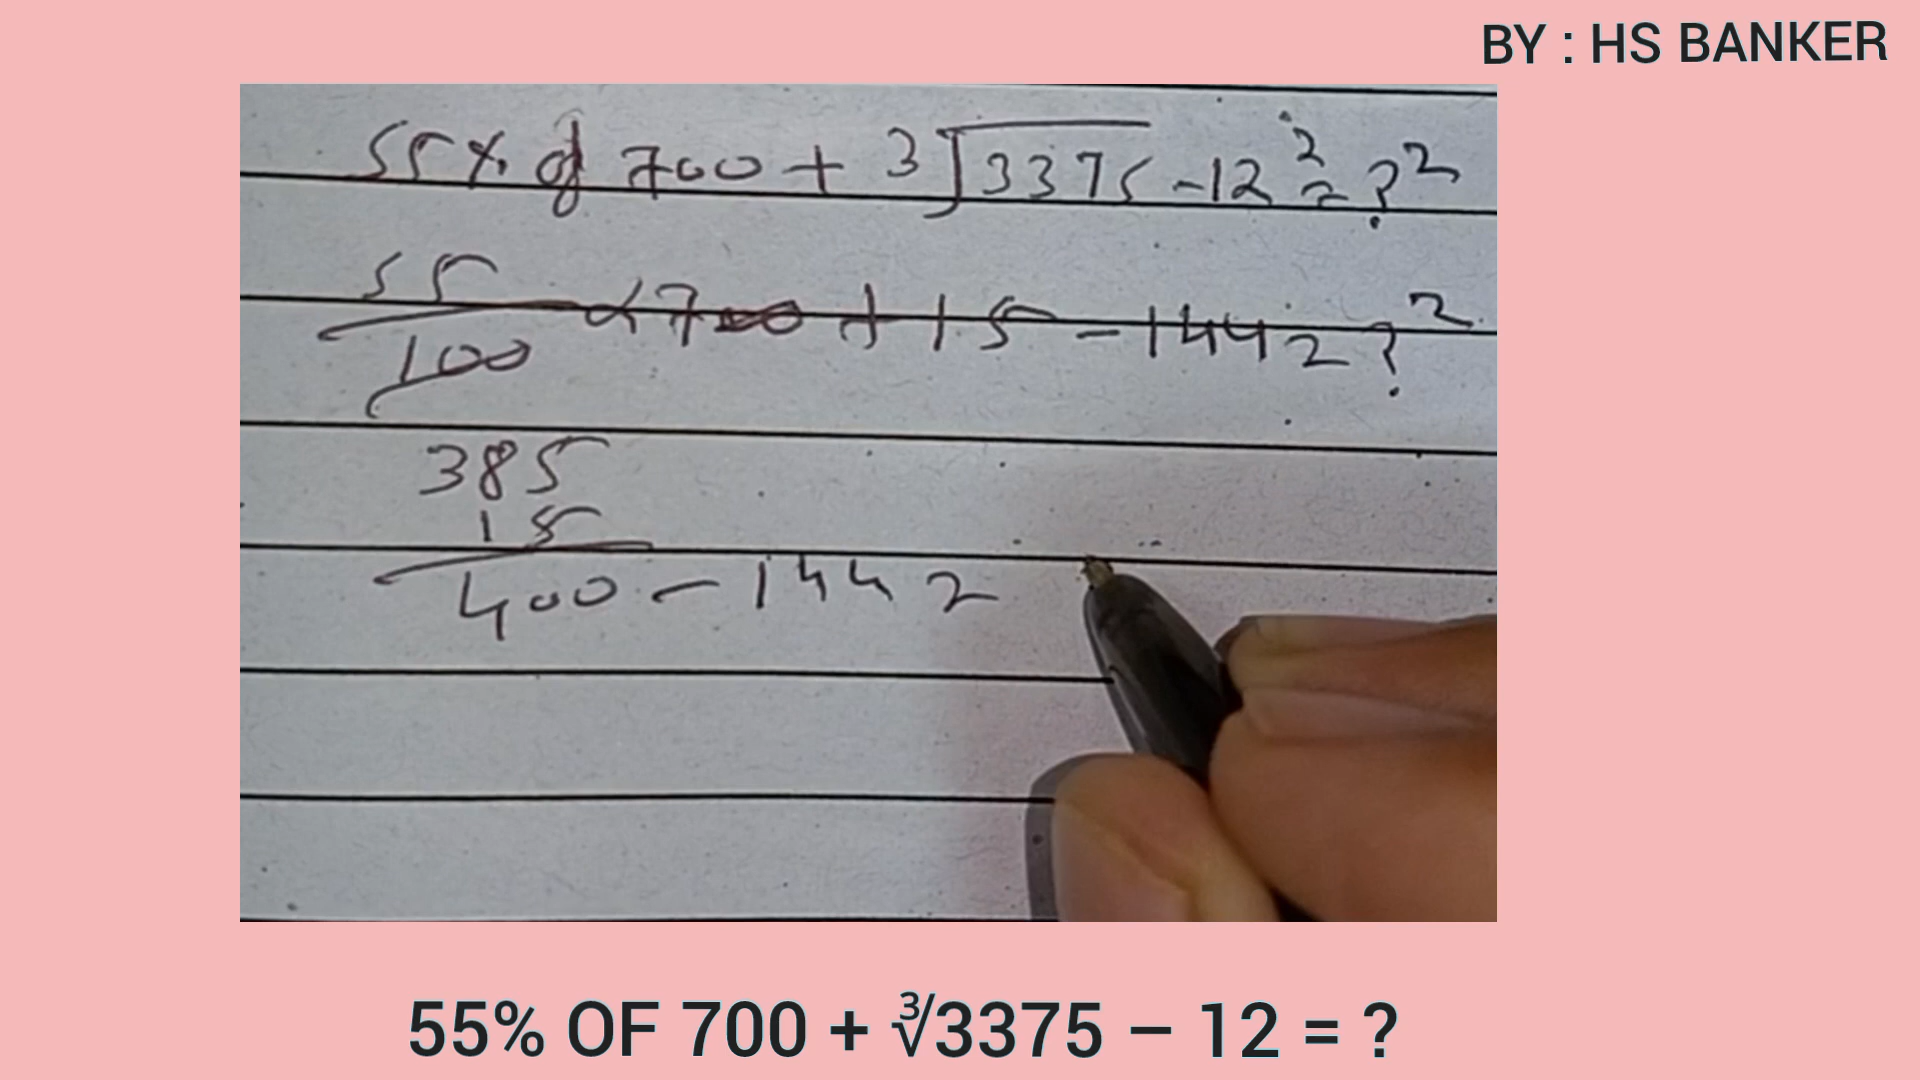 BY : HS BANKER
55% of 700 + ∛3375 - 12² = ?²
55/100 × 700 + 15 - 144 = ?²
385
15
400 - 144 =
55% OF 700 + ∛3375 – 12 = ?